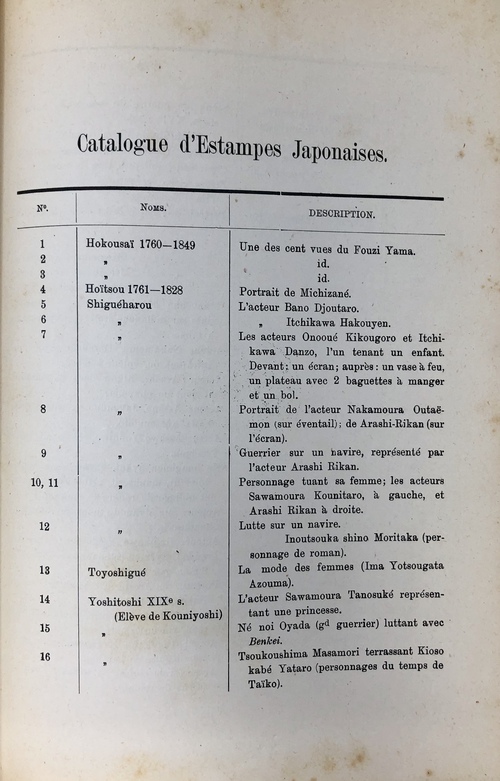 Catalogue d'Estampes Japonaises.
Nº. Noms. DESCRIPTION.
1 Hokousaï 1760—1849 Une des cent vues du Fouzi Yama.
2 „ id.
3 „ id.
4 Hoïtsou 1761—1828 Portrait de Michizané.
5 Shiguéharou L'acteur Bano Djoutaro.
6 „ „ Itchikawa Hakouyen.
7 „ Les acteurs Onooué Kikougoro et Itchi-
kawa Danzo, l'un tenant un enfant.
Devant: un écran; auprès: un vase à feu,
un plateau avec 2 baguettes à manger
et un bol.
8 „ Portrait de l'acteur Nakamoura Outaë-
mon (sur éventail); de Arashi-Rikan (sur
l'écran).
9 „ Guerrier sur un navire, représenté par
l'acteur Arashi Rikan.
10, 11 „ Personnage tuant sa femme; les acteurs
Sawamoura Kounitaro, à gauche, et
Arashi Rikan à droite.
12 „ Lutte sur un navire.
Inoutsouka shino Moritaka (per-
sonnage de roman).
13 Toyoshigué La mode des femmes (Ima Yotsougata
Azouma).
14 Yoshitoshi XIXe s. L'acteur Sawamoura Tanosuké représen-
(Elève de Kouniyoshi) tant une princesse.
15 „ Né noi Oyada (gd guerrier) luttant avec
Benkei.
16 „ Tsoukoushima Masamori terrassant Kioso
kabé Yataro (personnages du temps de
Taïko).